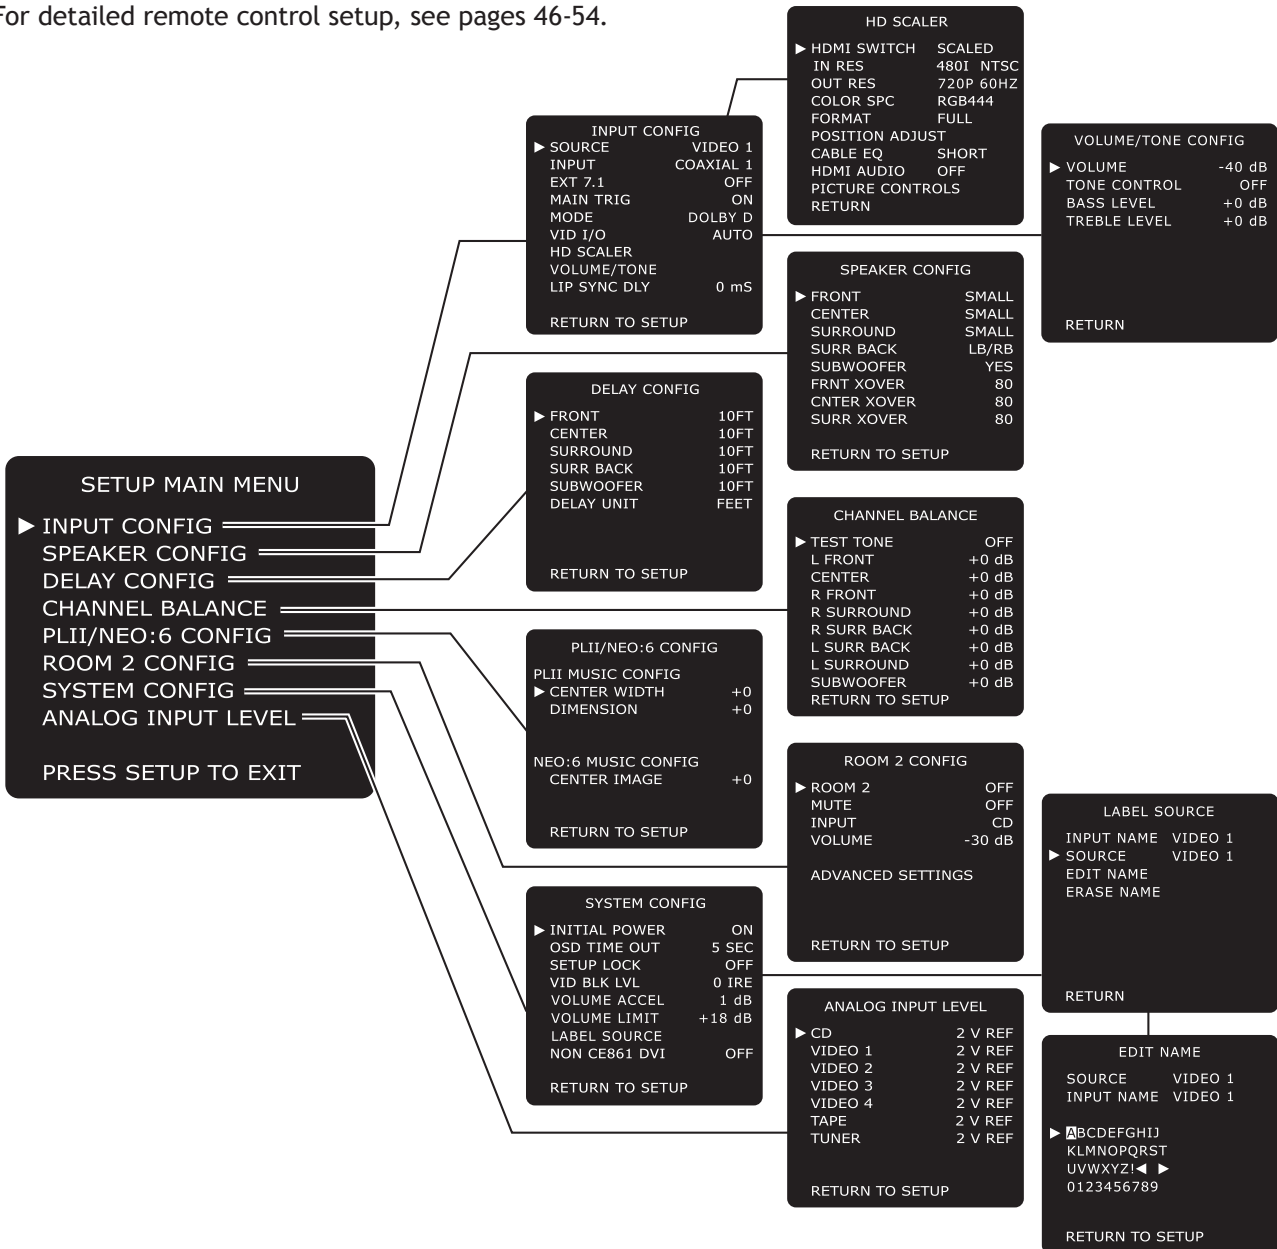 For detailed remote control setup, see pages 46-54.
SETUP MAIN MENU
▶ INPUT CONFIG
SPEAKER CONFIG
DELAY CONFIG
CHANNEL BALANCE
PLII/NEO:6 CONFIG
ROOM 2 CONFIG
SYSTEM CONFIG
ANALOG INPUT LEVEL
PRESS SETUP TO EXIT
INPUT CONFIG
▶ SOURCE VIDEO 1
INPUT COAXIAL 1
EXT 7.1 OFF
MAIN TRIG ON
MODE DOLBY D
VID I/O AUTO
HD SCALER
VOLUME/TONE
LIP SYNC DLY 0 mS
RETURN TO SETUP
DELAY CONFIG
▶ FRONT 10FT
CENTER 10FT
SURROUND 10FT
SURR BACK 10FT
SUBWOOFER 10FT
DELAY UNIT FEET
RETURN TO SETUP
PLII/NEO:6 CONFIG
PLII MUSIC CONFIG
▶ CENTER WIDTH +0
DIMENSION +0
NEO:6 MUSIC CONFIG
CENTER IMAGE +0
RETURN TO SETUP
SYSTEM CONFIG
▶ INITIAL POWER ON
OSD TIME OUT 5 SEC
SETUP LOCK OFF
VID BLK LVL 0 IRE
VOLUME ACCEL 1 dB
VOLUME LIMIT +18 dB
LABEL SOURCE
NON CE861 DVI OFF
RETURN TO SETUP
HD SCALER
▶ HDMI SWITCH SCALED
IN RES 480I NTSC
OUT RES 720P 60HZ
COLOR SPC RGB444
FORMAT FULL
POSITION ADJUST
CABLE EQ SHORT
HDMI AUDIO OFF
PICTURE CONTROLS
RETURN
SPEAKER CONFIG
▶ FRONT SMALL
CENTER SMALL
SURROUND SMALL
SURR BACK LB/RB
SUBWOOFER YES
FRNT XOVER 80
CNTER XOVER 80
SURR XOVER 80
RETURN TO SETUP
CHANNEL BALANCE
▶ TEST TONE OFF
L FRONT +0 dB
CENTER +0 dB
R FRONT +0 dB
R SURROUND +0 dB
R SURR BACK +0 dB
L SURR BACK +0 dB
L SURROUND +0 dB
SUBWOOFER +0 dB
RETURN TO SETUP
ROOM 2 CONFIG
▶ ROOM 2 OFF
MUTE OFF
INPUT CD
VOLUME -30 dB
ADVANCED SETTINGS
RETURN TO SETUP
ANALOG INPUT LEVEL
▶ CD 2 V REF
VIDEO 1 2 V REF
VIDEO 2 2 V REF
VIDEO 3 2 V REF
VIDEO 4 2 V REF
TAPE 2 V REF
TUNER 2 V REF
RETURN TO SETUP
VOLUME/TONE CONFIG
▶ VOLUME -40 dB
TONE CONTROL OFF
BASS LEVEL +0 dB
TREBLE LEVEL +0 dB
RETURN
LABEL SOURCE
INPUT NAME VIDEO 1
▶ SOURCE VIDEO 1
EDIT NAME
ERASE NAME
RETURN
EDIT NAME
SOURCE VIDEO 1
INPUT NAME VIDEO 1
▶ ABCDEFGHIJ
KLMNOPQRST
UVWXYZ!◀ ▶
0123456789
RETURN TO SETUP